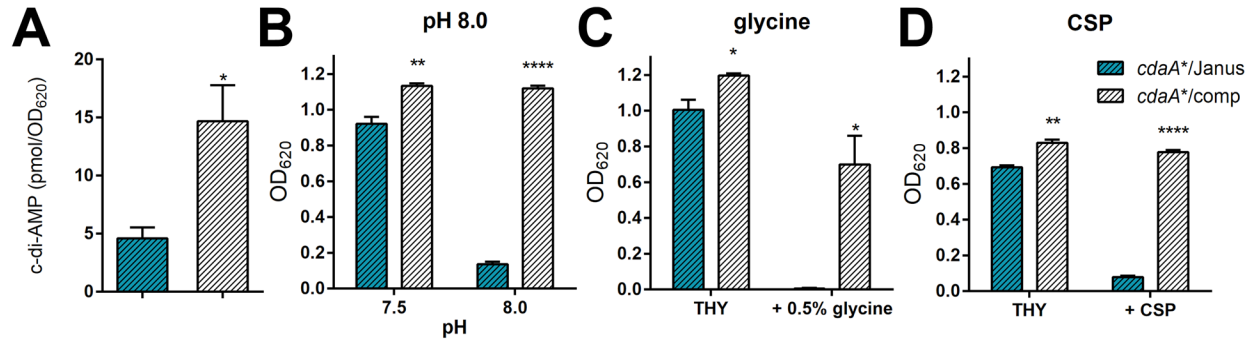 A
c-di-AMP (pmol/OD620)
20
15
10
5
0
*
B
pH 8.0
OD620
1.2
1.0
0.8
0.6
0.4
0.2
0.0
**
****
7.5 8.0
pH
C
glycine
OD620
1.2
1.0
0.8
0.6
0.4
0.2
0.0
*
*
THY + 0.5% glycine
D
CSP
OD620
1.2
1.0
0.8
0.6
0.4
0.2
0.0
**
****
THY + CSP
cdaA*/Janus
cdaA*/comp